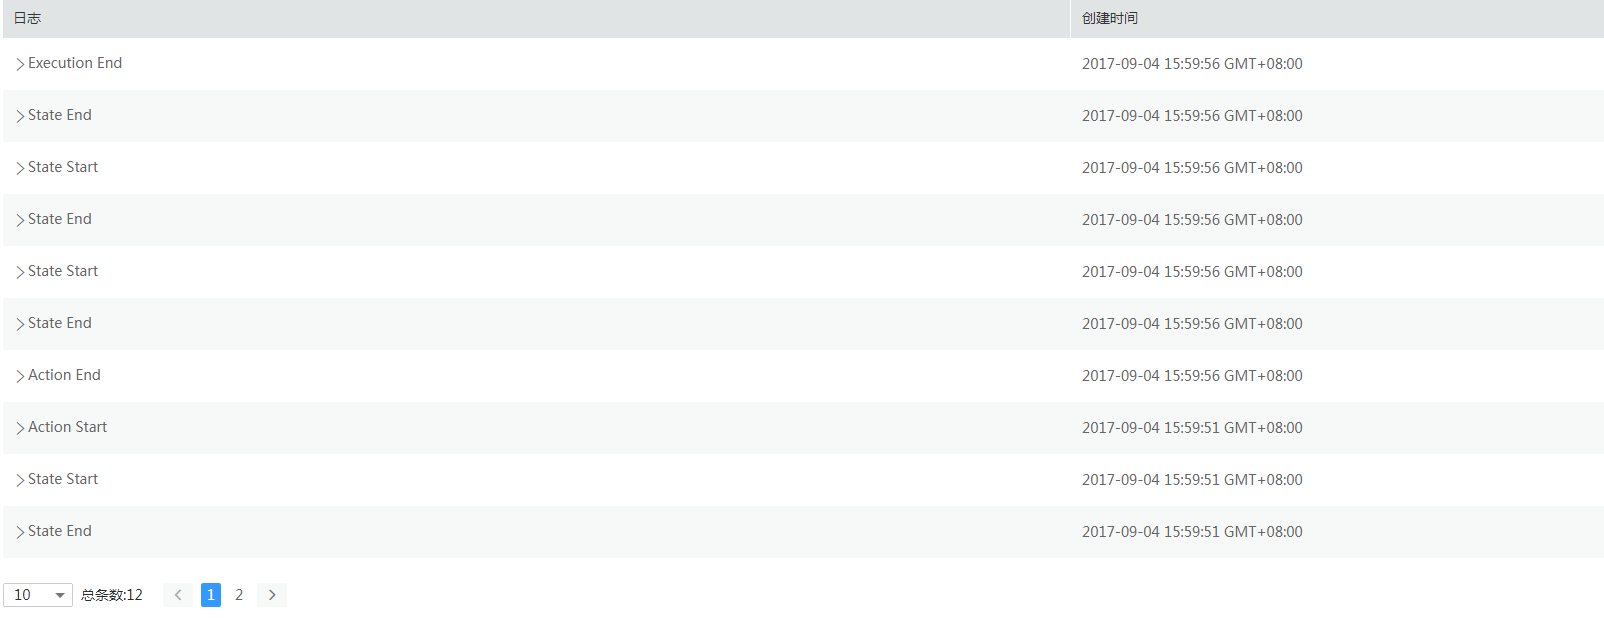 日志 创建时间
Execution End 2017-09-04 15:59:56 GMT+08:00
State End 2017-09-04 15:59:56 GMT+08:00
State Start 2017-09-04 15:59:56 GMT+08:00
State End 2017-09-04 15:59:56 GMT+08:00
State Start 2017-09-04 15:59:56 GMT+08:00
State End 2017-09-04 15:59:56 GMT+08:00
Action End 2017-09-04 15:59:56 GMT+08:00
Action Start 2017-09-04 15:59:51 GMT+08:00
State Start 2017-09-04 15:59:51 GMT+08:00
State End 2017-09-04 15:59:51 GMT+08:00
10 总条数:12 1 2